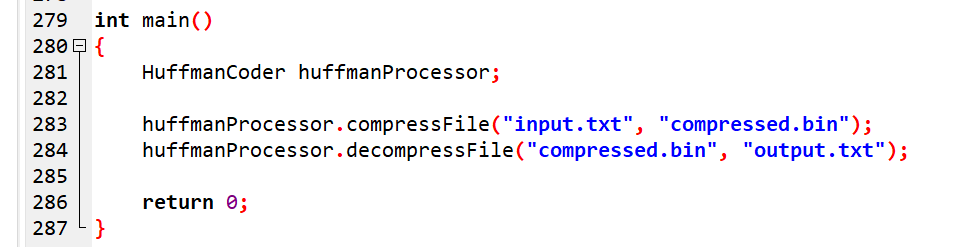 279 int main()
280 {
281 HuffmanCoder huffmanProcessor;
282
283 huffmanProcessor.compressFile("input.txt", "compressed.bin");
284 huffmanProcessor.decompressFile("compressed.bin", "output.txt");
285
286 return 0;
287 }